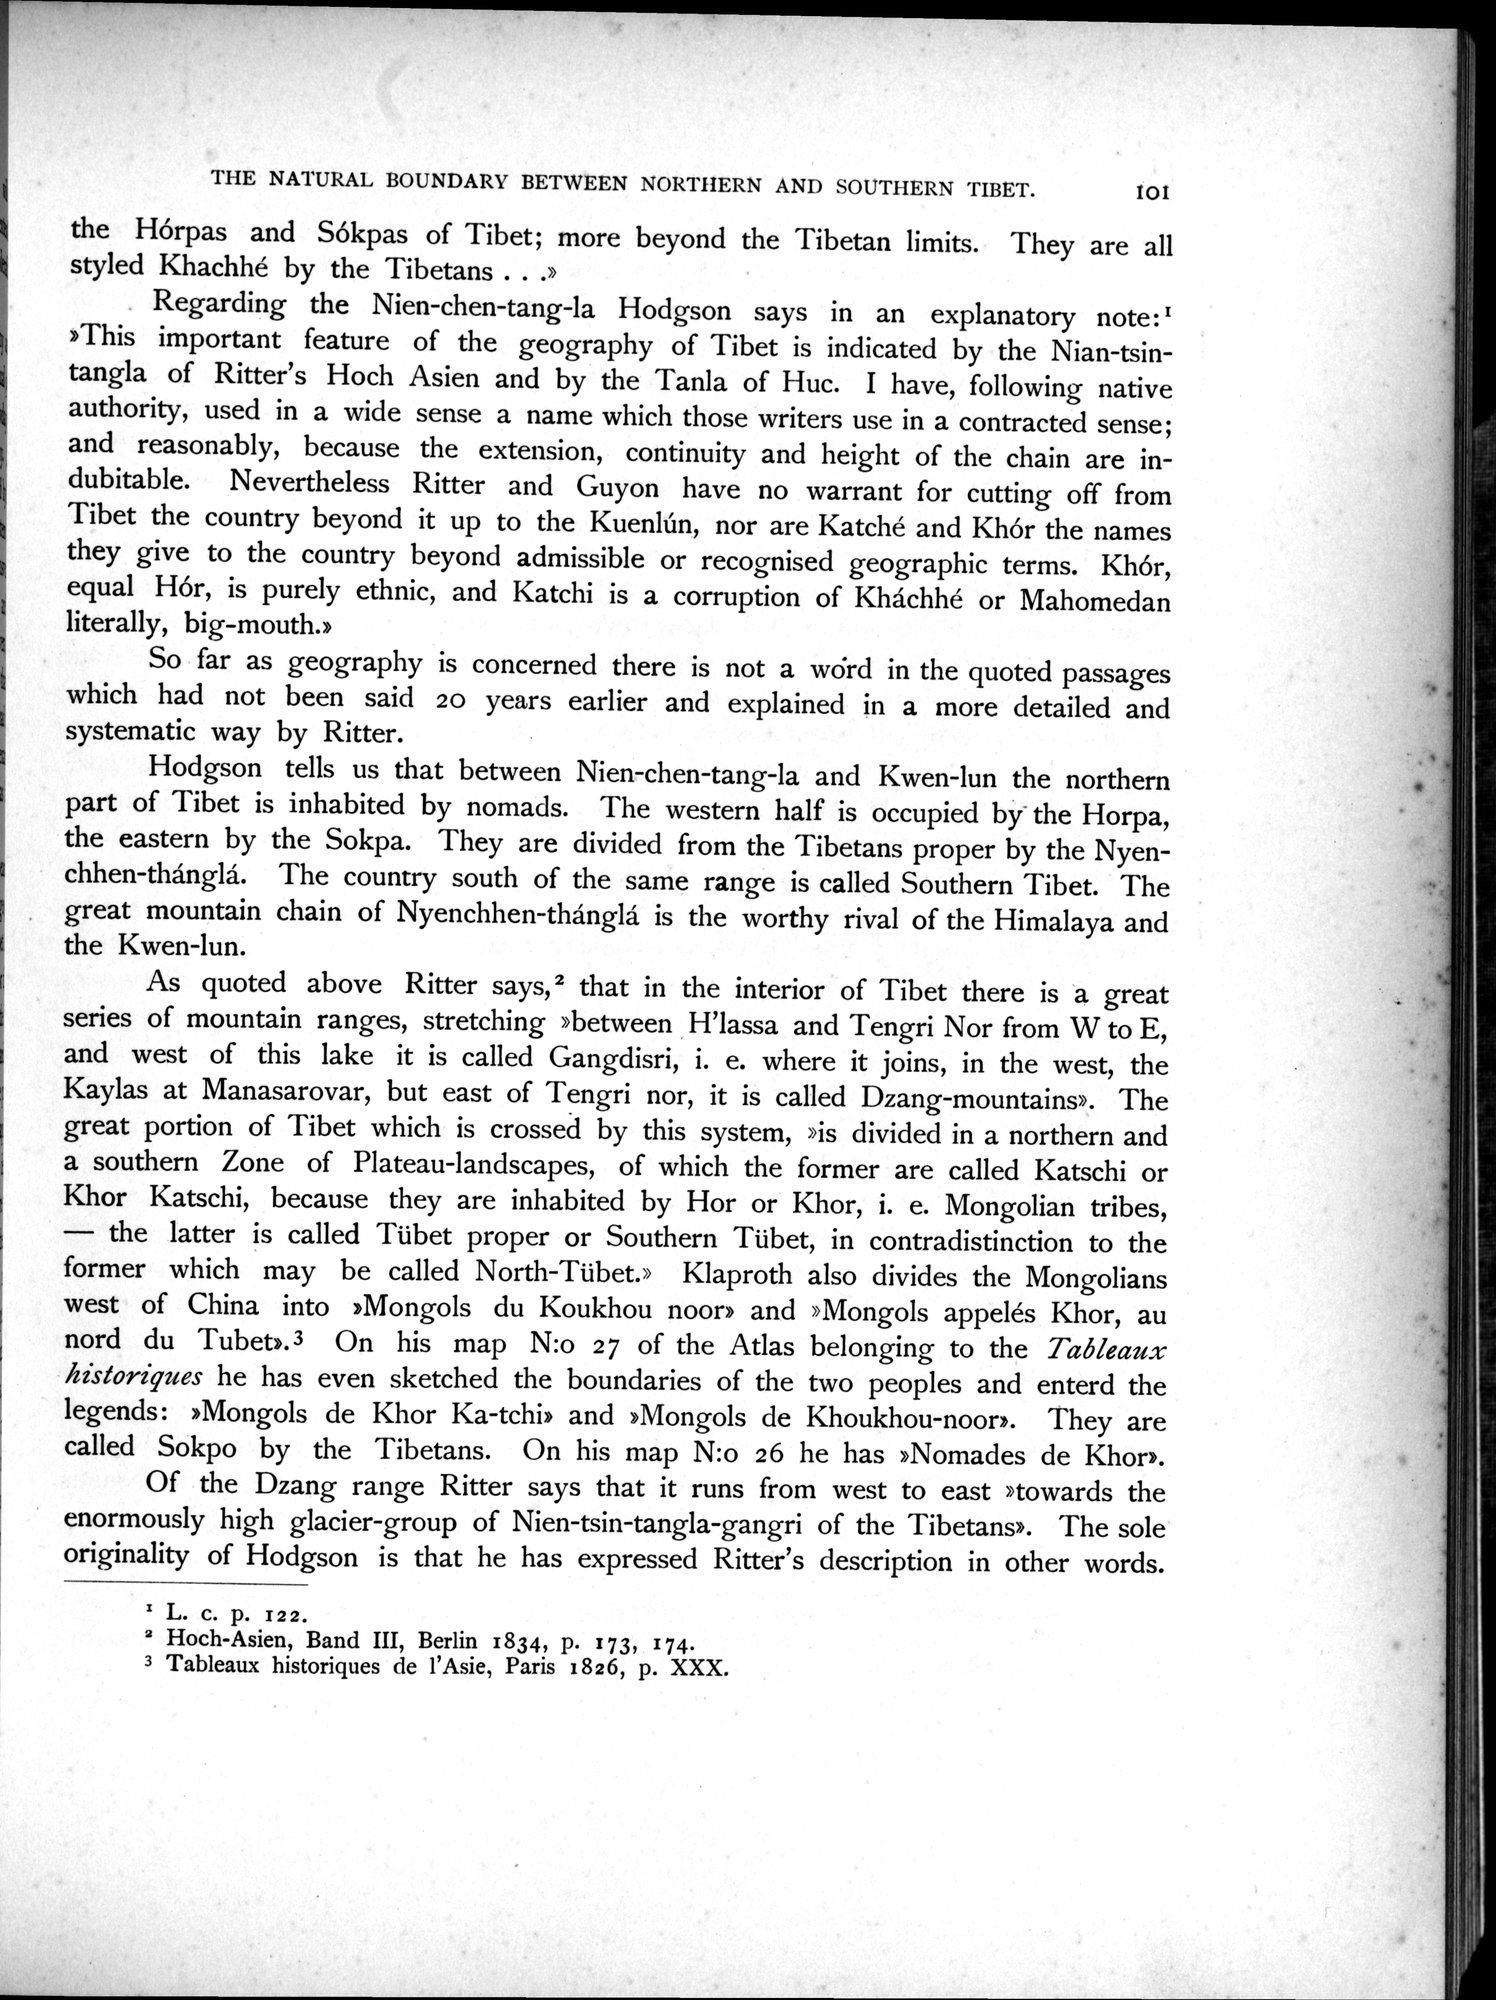 THE NATURAL BOUNDARY BETWEEN NORTHERN AND SOUTHERN TIBET. 101
the Hórpas and Sókpas of Tibet; more beyond the Tibetan limits. They are all
styled Khachhé by the Tibetans . . .»
Regarding the Nien-chen-tang-la Hodgson says in an explanatory note:¹
»This important feature of the geography of Tibet is indicated by the Nian-tsin-
tangla of Ritter's Hoch Asien and by the Tanla of Huc. I have, following native
authority, used in a wide sense a name which those writers use in a contracted sense;
and reasonably, because the extension, continuity and height of the chain are in-
dubitable. Nevertheless Ritter and Guyon have no warrant for cutting off from
Tibet the country beyond it up to the Kuenlún, nor are Katché and Khór the names
they give to the country beyond admissible or recognised geographic terms. Khór,
equal Hór, is purely ethnic, and Katchi is a corruption of Kháchhé or Mahomedan
literally, big-mouth.»
So far as geography is concerned there is not a word in the quoted passages
which had not been said 20 years earlier and explained in a more detailed and
systematic way by Ritter.
Hodgson tells us that between Nien-chen-tang-la and Kwen-lun the northern
part of Tibet is inhabited by nomads. The western half is occupied by the Horpa,
the eastern by the Sokpa. They are divided from the Tibetans proper by the Nyen-
chhen-thánglá. The country south of the same range is called Southern Tibet. The
great mountain chain of Nyenchhen-thánglá is the worthy rival of the Himalaya and
the Kwen-lun.
As quoted above Ritter says,² that in the interior of Tibet there is a great
series of mountain ranges, stretching »between H'lassa and Tengri Nor from W to E,
and west of this lake it is called Gangdisri, i. e. where it joins, in the west, the
Kaylas at Manasarovar, but east of Tengri nor, it is called Dzang-mountains». The
great portion of Tibet which is crossed by this system, »is divided in a northern and
a southern Zone of Plateau-landscapes, of which the former are called Katschi or
Khor Katschi, because they are inhabited by Hor or Khor, i. e. Mongolian tribes,
— the latter is called Tübet proper or Southern Tübet, in contradistinction to the
former which may be called North-Tübet.» Klaproth also divides the Mongolians
west of China into »Mongols du Koukhou noor» and »Mongols appelés Khor, au
nord du Tubet».³ On his map N:o 27 of the Atlas belonging to the Tableaux
historiques he has even sketched the boundaries of the two peoples and enterd the
legends: »Mongols de Khor Ka-tchi» and »Mongols de Khoukhou-noor». They are
called Sokpo by the Tibetans. On his map N:o 26 he has »Nomades de Khor».
Of the Dzang range Ritter says that it runs from west to east »towards the
enormously high glacier-group of Nien-tsin-tangla-gangri of the Tibetans». The sole
originality of Hodgson is that he has expressed Ritter's description in other words.
¹ L. c. p. 122.
² Hoch-Asien, Band III, Berlin 1834, p. 173, 174.
³ Tableaux historiques de l'Asie, Paris 1826, p. XXX.